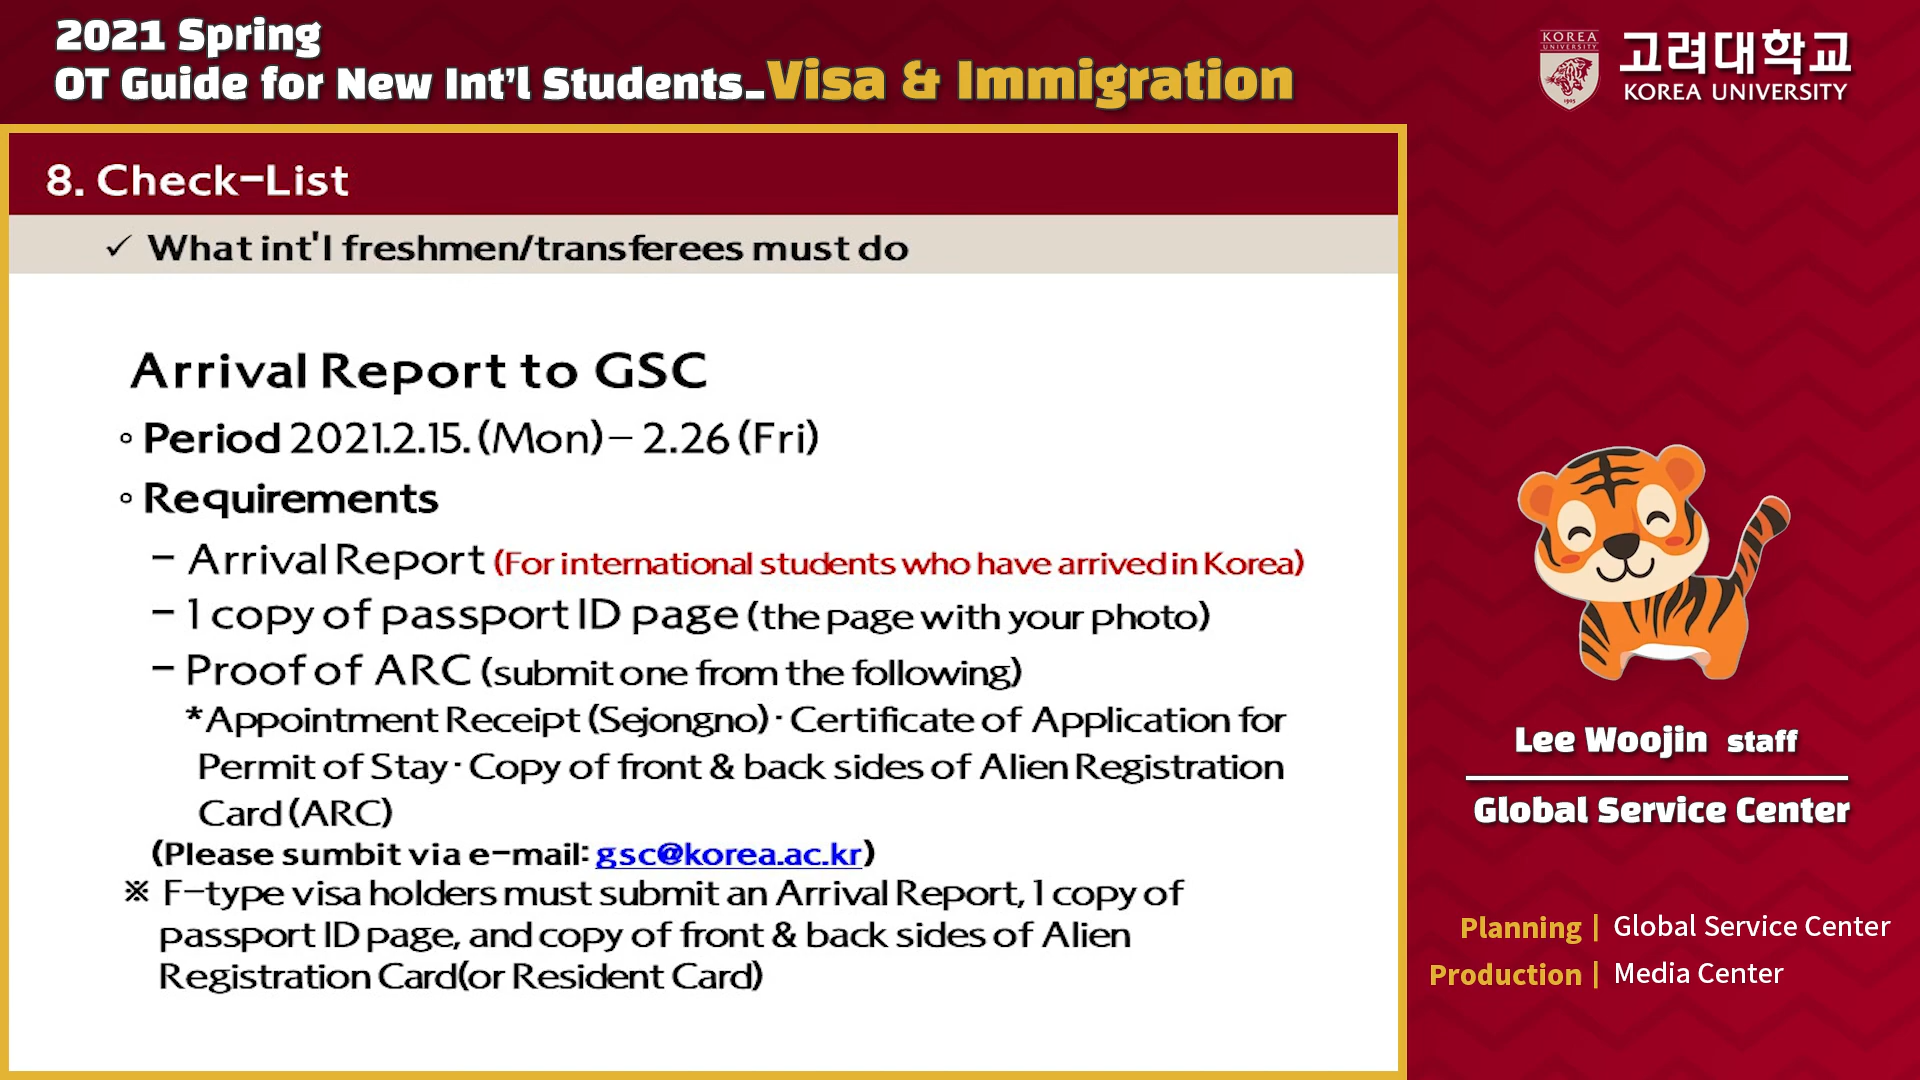 2021 Spring
OT Guide for New Int'l Students_Visa & Immigration
KOREA
UNIVERSITY
1905
고려대학교
KOREA UNIVERSITY
8. Check-List
✓ What int'l freshmen/transferees must do
Arrival Report to GSC
◦ Period 2021.2.15. (Mon) – 2.26 (Fri)
◦ Requirements
– Arrival Report (For international students who have arrived in Korea)
– 1 copy of passport ID page (the page with your photo)
– Proof of ARC (submit one from the following)
*Appointment Receipt (Sejongno) · Certificate of Application for
Permit of Stay · Copy of front & back sides of Alien Registration
Card (ARC)
(Please sumbit via e-mail: gsc@korea.ac.kr)
※ F-type visa holders must submit an Arrival Report, 1 copy of
passport ID page, and copy of front & back sides of Alien
Registration Card(or Resident Card)
Lee Woojin staff
Global Service Center
Planning | Global Service Center
Production | Media Center